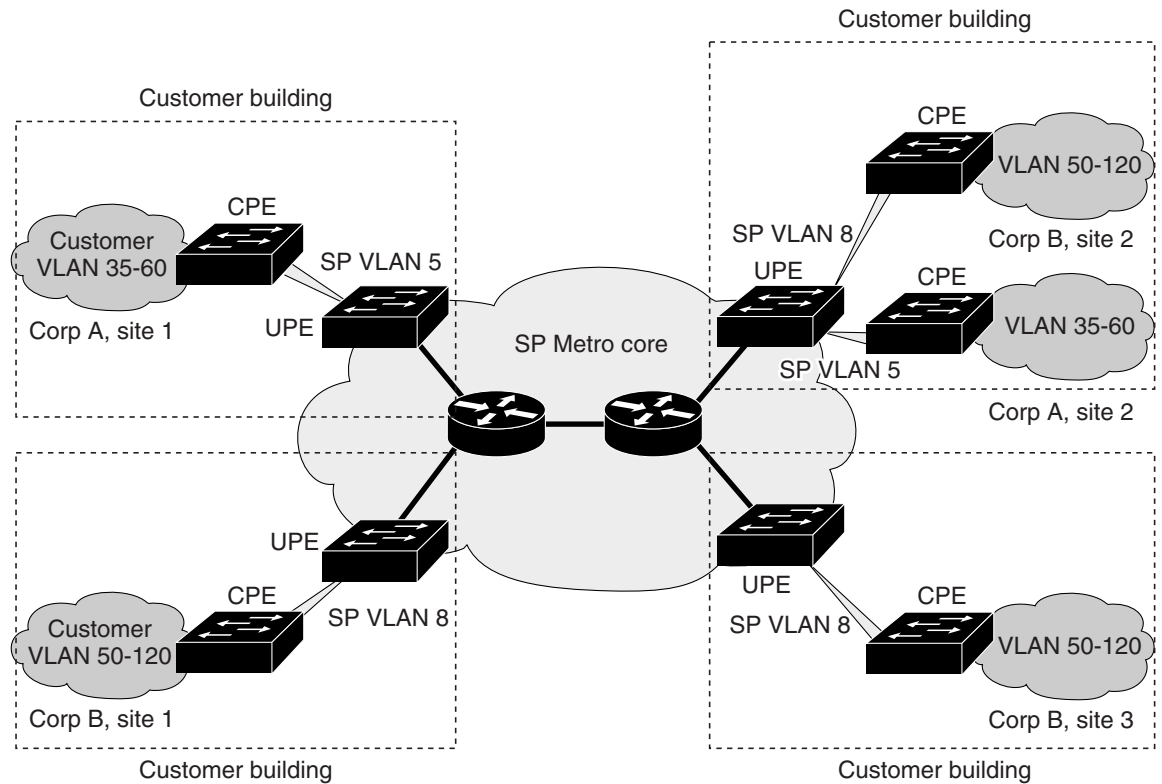 Customer building
Customer building
CPE
VLAN 50-120
SP VLAN 8
Corp B, site 2
CPE
Customer
VLAN 35-60
SP VLAN 5
UPE
CPE
Corp A, site 1
UPE
SP Metro core
VLAN 35-60
SP VLAN 5
Corp A, site 2
UPE
CPE
SP VLAN 8
Customer
VLAN 50-120
Corp B, site 1
UPE
CPE
SP VLAN 8
VLAN 50-120
Corp B, site 3
Customer building
Customer building